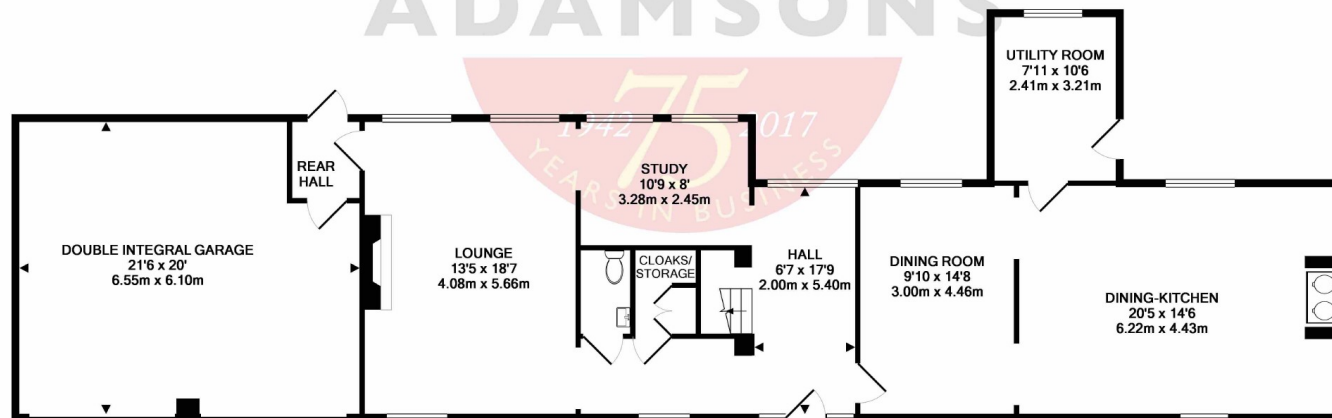 ADAMSONS
75
1942 2017
YEARS IN BUSINESS
UTILITY ROOM
7'11 x 10'6
2.41m x 3.21m
REAR
HALL
STUDY
10'9 x 8'
3.28m x 2.45m
DOUBLE INTEGRAL GARAGE
21'6 x 20'
6.55m x 6.10m
LOUNGE
13'5 x 18'7
4.08m x 5.66m
CLOAKS/
STORAGE
HALL
6'7 x 17'9
2.00m x 5.40m
DINING ROOM
9'10 x 14'8
3.00m x 4.46m
DINING-KITCHEN
20'5 x 14'6
6.22m x 4.43m